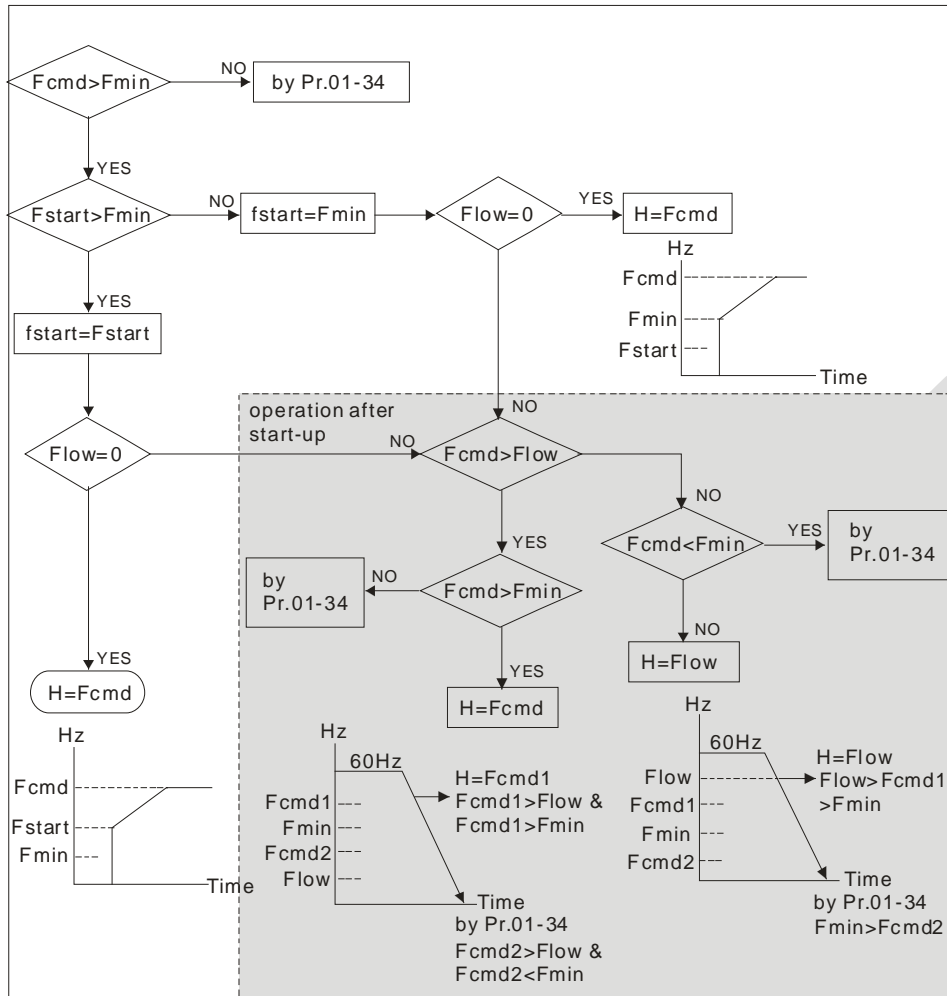 Fcmd>Fmin
NO
by Pr.01-34
YES
Fstart>Fmin
NO
fstart=Fmin
Flow=0
YES
H=Fcmd
Hz
Fcmd
Fmin
Fstart
Time
YES
fstart=Fstart
NO
operation after
start-up
Flow=0
NO
Fcmd>Flow
NO
YES
Fcmd<Fmin
YES
by
Pr.01-34
by
Pr.01-34
NO
Fcmd>Fmin
NO
H=Flow
YES
H=Fcmd
YES
H=Fcmd
Hz
Fcmd
Fstart
Fmin
Time
Hz
60Hz
Fcmd1
Fmin
Fcmd2
Flow
H=Fcmd1
Fcmd1>Flow &
Fcmd1>Fmin
Time
by Pr.01-34
Fcmd2>Flow &
Fcmd2<Fmin
Hz
60Hz
Flow
Fcmd1
Fmin
Fcmd2
H=Flow
Flow>Fcmd1
>Fmin
Time
by Pr.01-34
Fmin>Fcmd2